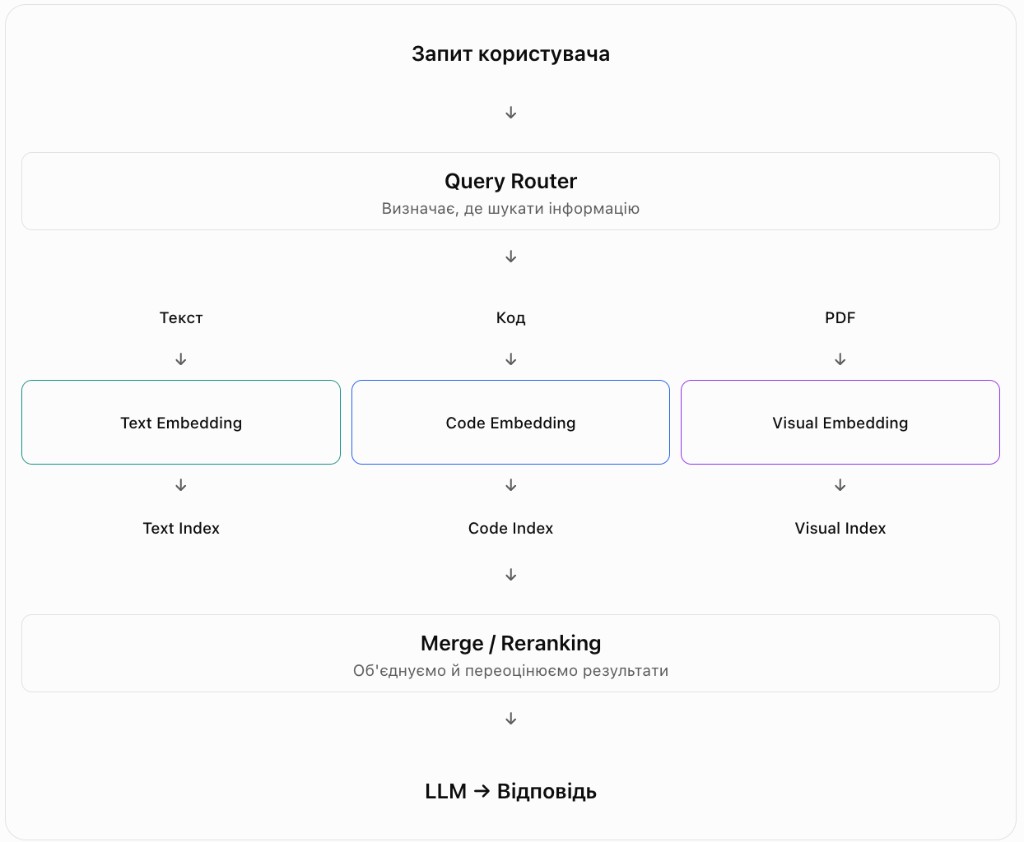 Запит користувача
↓
Query Router
Визначає, де шукати інформацію
↓
Текст
Код
PDF
↓
↓
↓
Text Embedding
Code Embedding
Visual Embedding
↓
↓
↓
Text Index
Code Index
Visual Index
↓
Merge / Reranking
Об'єднуємо й переоцінюємо результати
↓
LLM → Відповідь